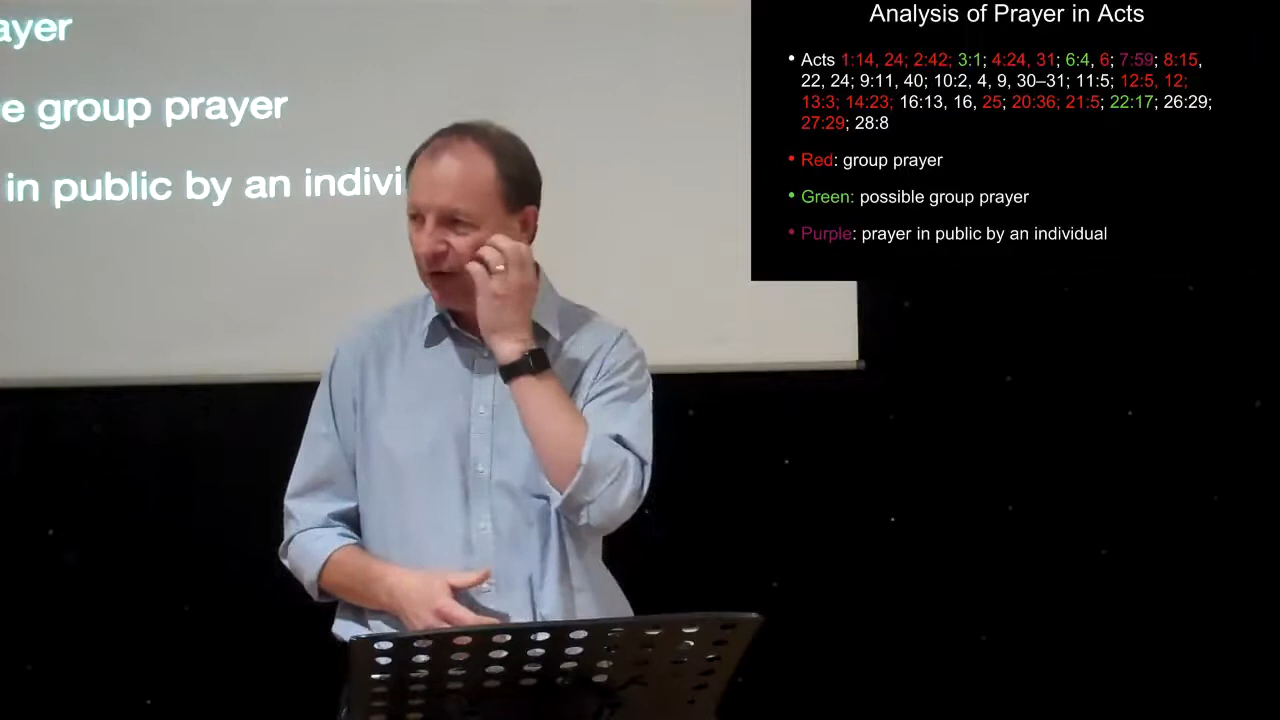 ayer
e group prayer
in public by an indivi
Analysis of Prayer in Acts
• Acts 1:14, 24; 2:42; 3:1; 4:24, 31; 6:4, 6; 7:59; 8:15,
22, 24; 9:11, 40; 10:2, 4, 9, 30–31; 11:5; 12:5, 12;
13:3; 14:23; 16:13, 16, 25; 20:36; 21:5; 22:17; 26:29;
27:29; 28:8
• Red: group prayer
• Green: possible group prayer
• Purple: prayer in public by an individual